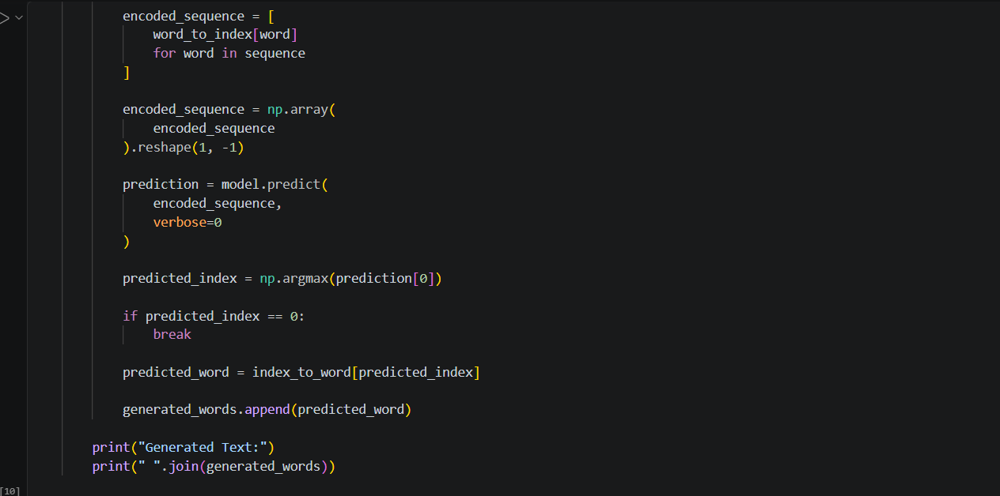 encoded_sequence = [
word_to_index[word]
for word in sequence
]
encoded_sequence = np.array(
encoded_sequence
).reshape(1, -1)
prediction = model.predict(
encoded_sequence,
verbose=0
)
predicted_index = np.argmax(prediction[0])
if predicted_index == 0:
break
predicted_word = index_to_word[predicted_index]
generated_words.append(predicted_word)
print("Generated Text:")
print(" ".join(generated_words))
[10]